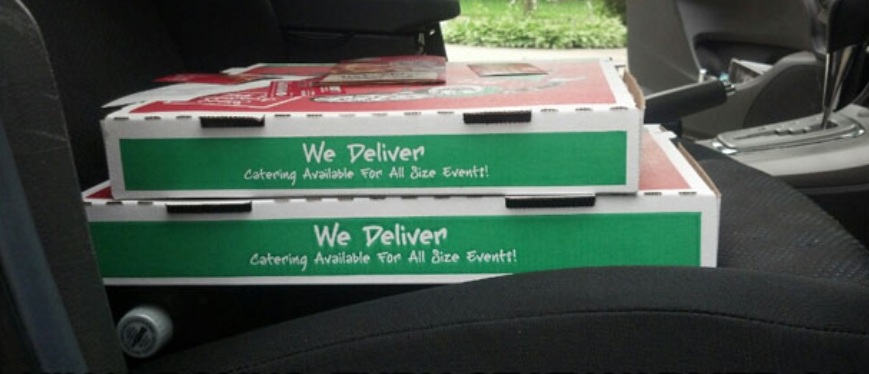 We Deliver
Catering Available For All Size Events!
We Deliver
Catering Available For All Size Events!